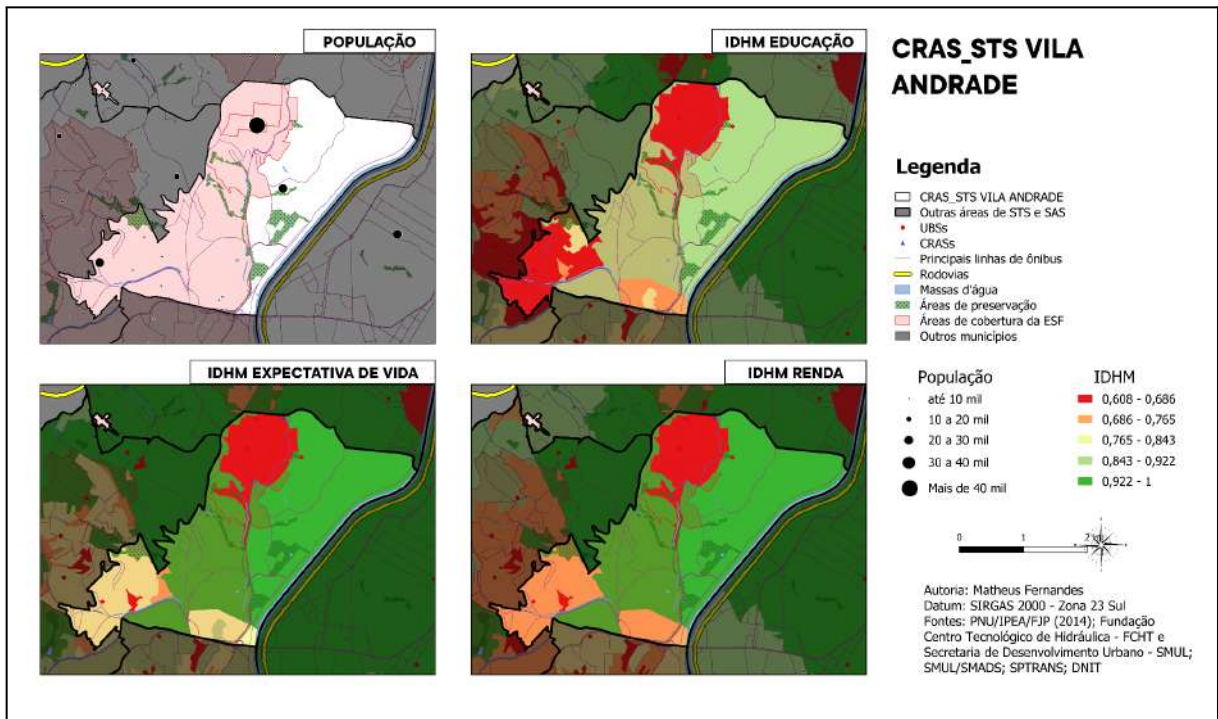 POPULAÇÃO
IDHM EDUCAÇÃO
CRAS_STS VILA
ANDRADE
Legenda
CRAS_STS VILA ANDRADE
Outras áreas de STS e SAS
UBSs
CRASs
Principais linhas de ônibus
Rodovias
Massas d'água
Áreas de preservação
Áreas de cobertura da ESF
Outros municípios
IDHM EXPECTATIVA DE VIDA
IDHM RENDA
População
até 10 mil
10 a 20 mil
20 a 30 mil
30 a 40 mil
Mais de 40 mil
IDHM
0,608 - 0,686
0,686 - 0,765
0,765 - 0,843
0,843 - 0,922
0,922 - 1
0 1 2
Autoria: Matheus Fernandes
Datum: SIRGAS 2000 - Zona 23 Sul
Fontes: PNU/IPEA/FJP (2014); Fundação
Centro Tecnológico de Hidráulica - FCHT e
Secretaria de Desenvolvimento Urbano - SMUL;
SMUL/SMADS; SPTRANS; DNIT